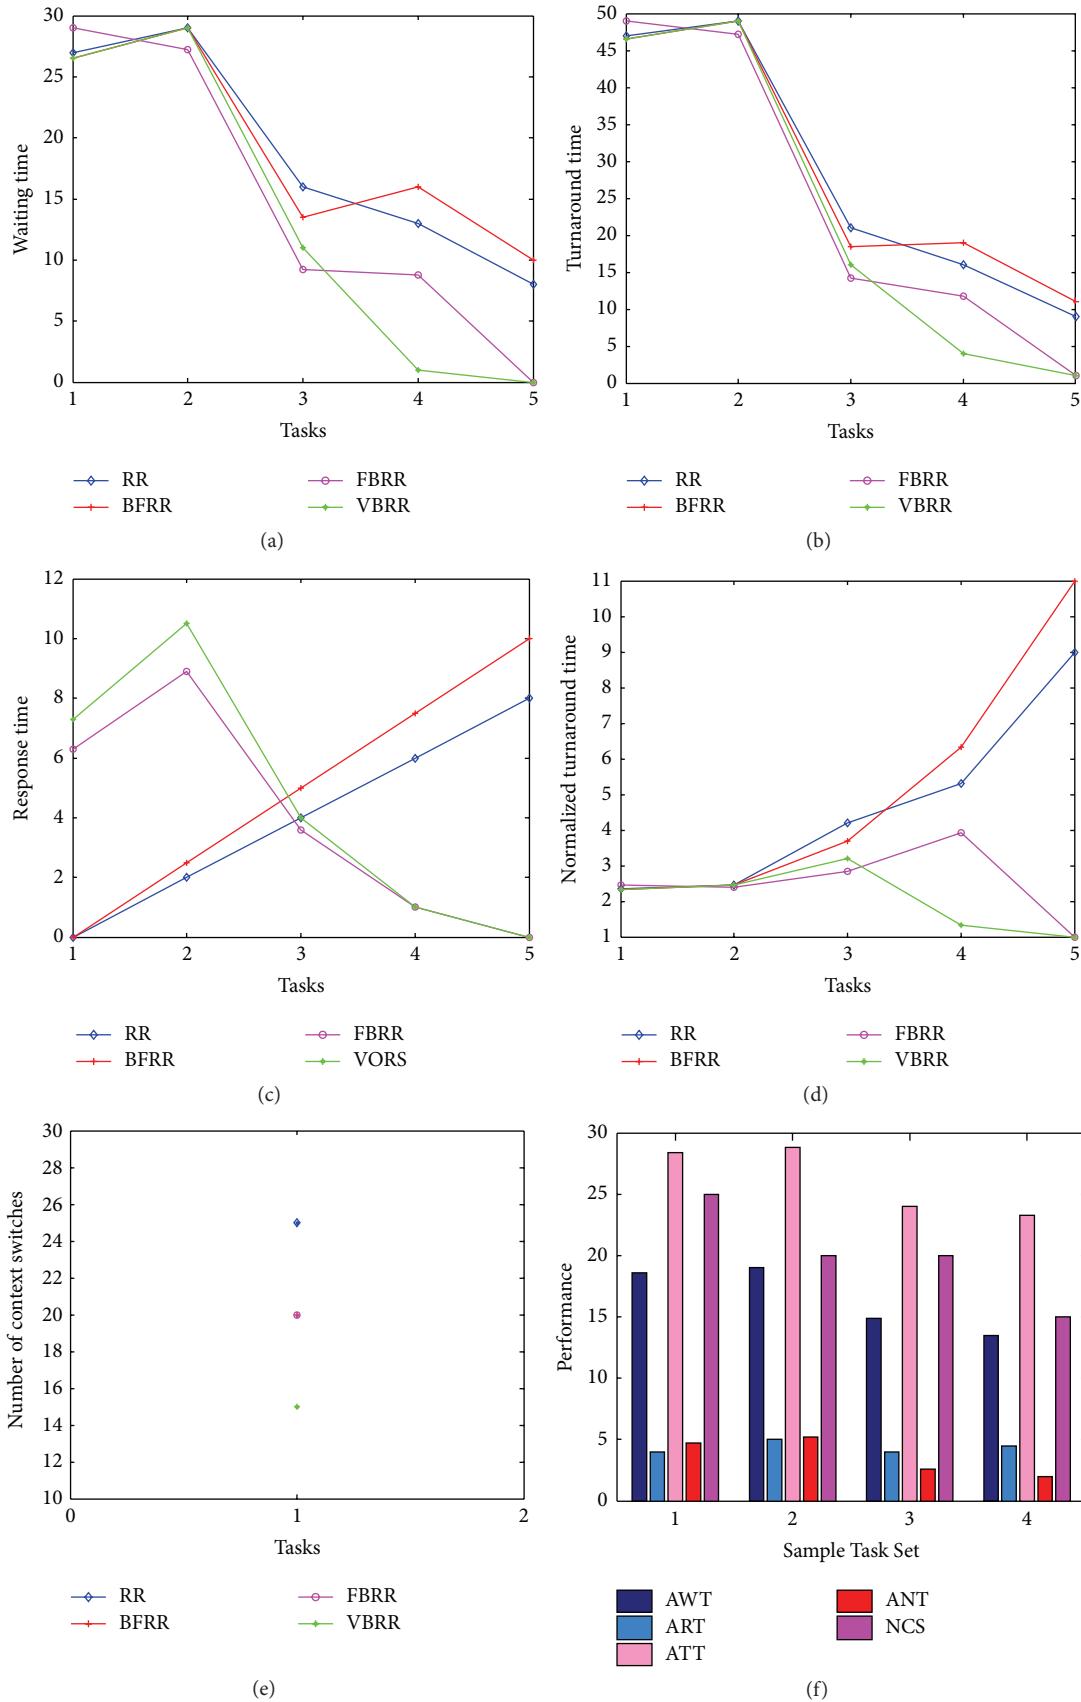 30
25
20
15
10
5
0
Waiting time
1 2 3 4 5
Tasks
RR
BFRR
FBRR
VBRR
(a)
50
45
40
35
30
50
20
15
10
5
0
Turnaround time
1 2 3 4 5
Tasks
RR
BFRR
FBRR
VBRR
(b)
12
10
8
6
4
2
0
Response time
1 2 3 4 5
Tasks
RR
BFRR
FBRR
VORS
(c)
11
10
9
7
6
5
4
3
2
1
Normalized turnaround time
1 2 3 4 5
Tasks
RR
BFRR
FBRR
VBRR
(d)
30
28
26
24
22
20
18
16
14
12
10
Number of context switches
0 1 2
Tasks
RR
BFRR
FBRR
VBRR
(e)
30
25
20
15
10
5
0
Performance
1 2 3 4
Sample Task Set
AWT
ART
ATT
ANT
NCS
(f)